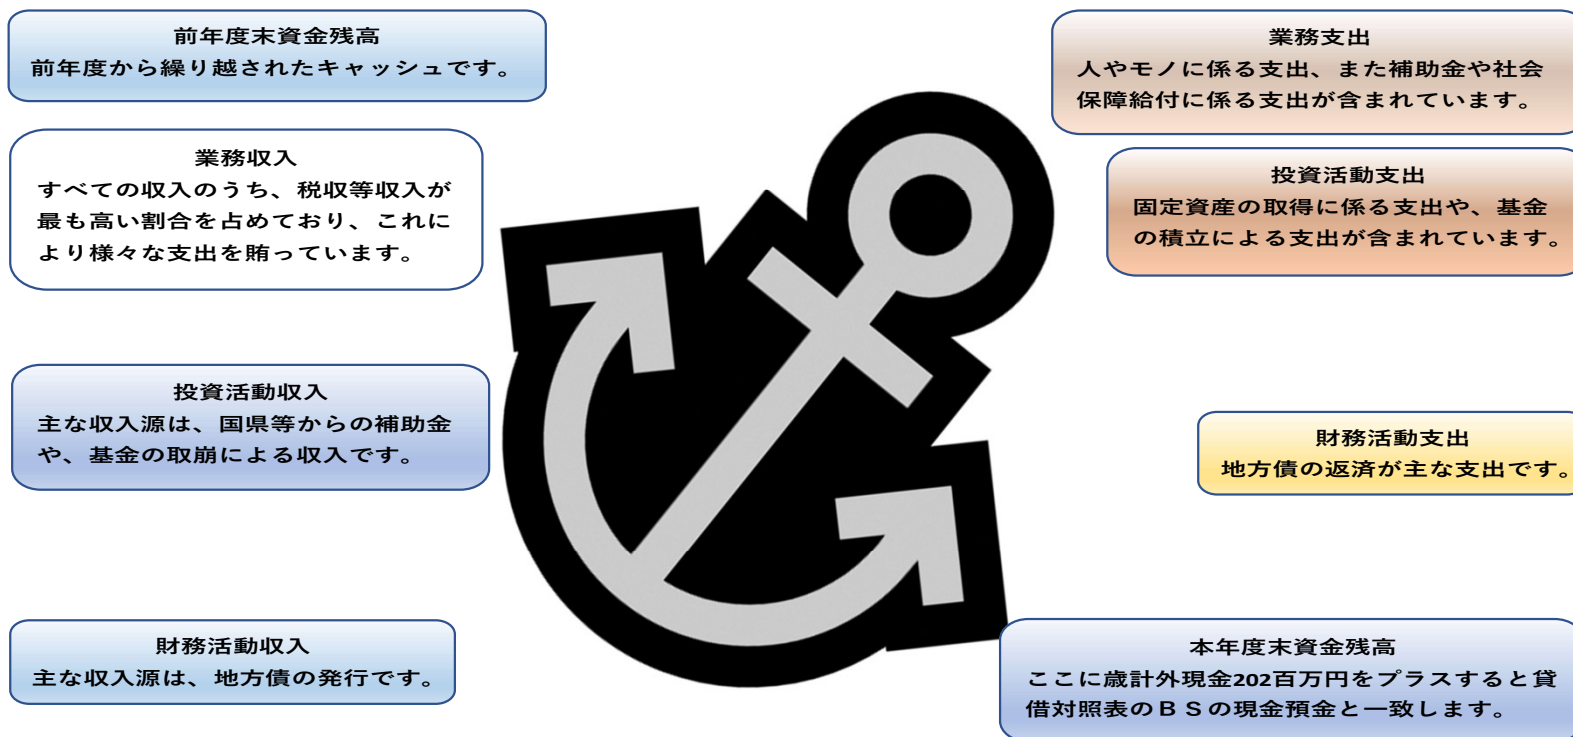 前年度末資金残高
前年度から繰り越されたキャッシュです。
業務収入
すべての収入のうち、税収等収入が
最も高い割合を占めており、これに
より様々な支出を賄っています。
投資活動収入
主な収入源は、国県等からの補助金
や、基金の取崩による収入です。
財務活動収入
主な収入源は、地方債の発行です。
業務支出
人やモノに係る支出、また補助金や社会
保障給付に係る支出が含まれています。
投資活動支出
固定資産の取得に係る支出や、基金
の積立による支出が含まれています。
財務活動支出
地方債の返済が主な支出です。
本年度末資金残高
ここに歳計外現金202百万円をプラスすると貸
借対照表のＢＳの現金預金と一致します。